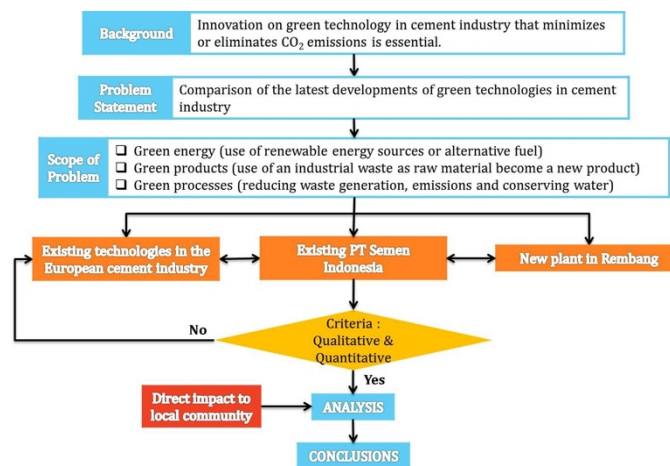 Background
Innovation on green technology in cement industry that minimizes
or eliminates CO₂ emissions is essential.
Problem
Statement
Comparison of the latest developments of green technologies in cement
industry
Scope of
Problem
❑ Green energy (use of renewable energy sources or alternative fuel)
❑ Green products (use of an industrial waste as raw material become a new product)
❑ Green processes (reducing waste generation, emissions and conserving water)
Existing technologies in the
European cement industry
Existing PT Semen
Indonesia
New plant in Rembang
No
Criteria :
Qualitative &
Quantitative
Yes
Direct impact to
local community
ANALYSIS
CONCLUSIONS